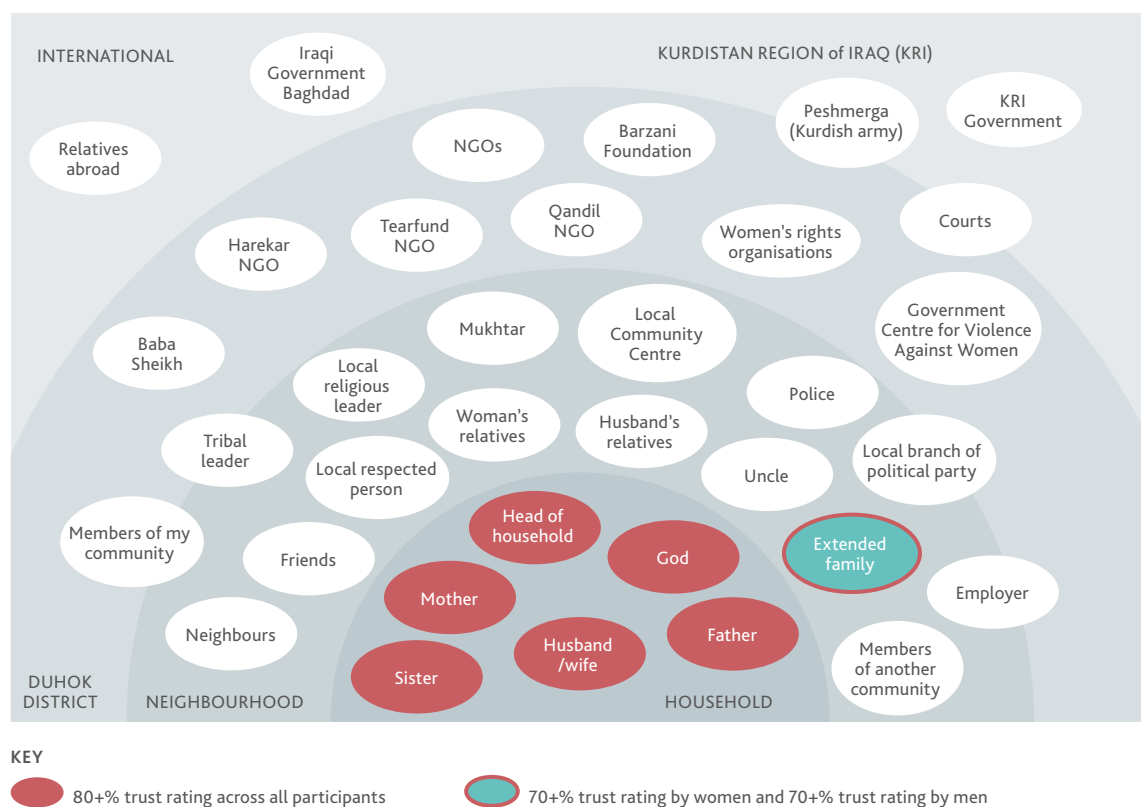 INTERNATIONAL
KURDISTAN REGION of IRAQ (KRI)
Iraqi
Government
Baghdad
Relatives
abroad
NGOs
Barzani
Foundation
Peshmerga
(Kurdish army)
KRI
Government
Harekar
NGO
Tearfund
NGO
Qandil
NGO
Women's rights
organisations
Courts
Baba
Sheikh
Mukhtar
Local
Community
Centre
Government
Centre for Violence
Against Women
Local
religious
leader
Woman's
relatives
Husband's
relatives
Police
Tribal
leader
Local respected
person
Uncle
Local branch of
political party
Members of my
community
Friends
Head of
household
God
Extended
family
Employer
Neighbours
Mother
Sister
Husband
/wife
Father
Members
of another
community
DUHOK
DISTRICT
NEIGHBOURHOOD
HOUSEHOLD
KEY
80+% trust rating across all participants
70+% trust rating by women and 70+% trust rating by men